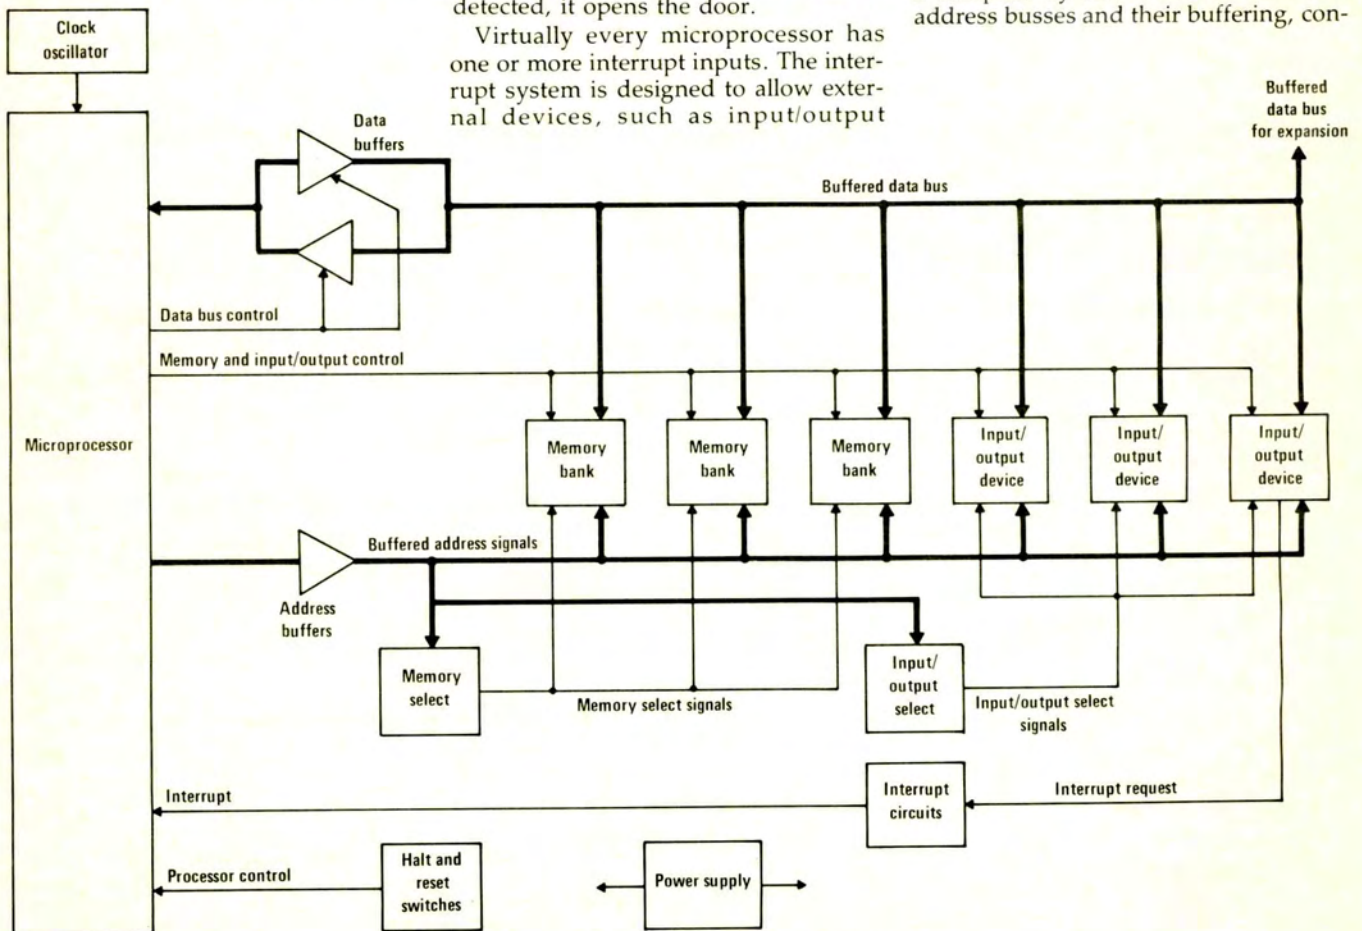 detected, it opens the door.
Virtually every microprocessor has
one or more interrupt inputs. The inter-
rupt system is designed to allow exter-
nal devices, such as input/output
address busses and their buffering, con-
Clock
oscillator
Buffered
data bus
for expansion
Data
buffers
Buffered data bus
Data bus control
Memory and input/output control
Microprocessor
Memory
bank
Memory
bank
Memory
bank
Input/
output
device
Input/
output
device
Input/
output
device
Buffered address signals
Address
buffers
Memory
select
Memory select signals
Input/
output
select
Input/output select
signals
Interrupt
Interrupt
circuits
Interrupt request
Processor control
Halt and
reset
switches
Power supply